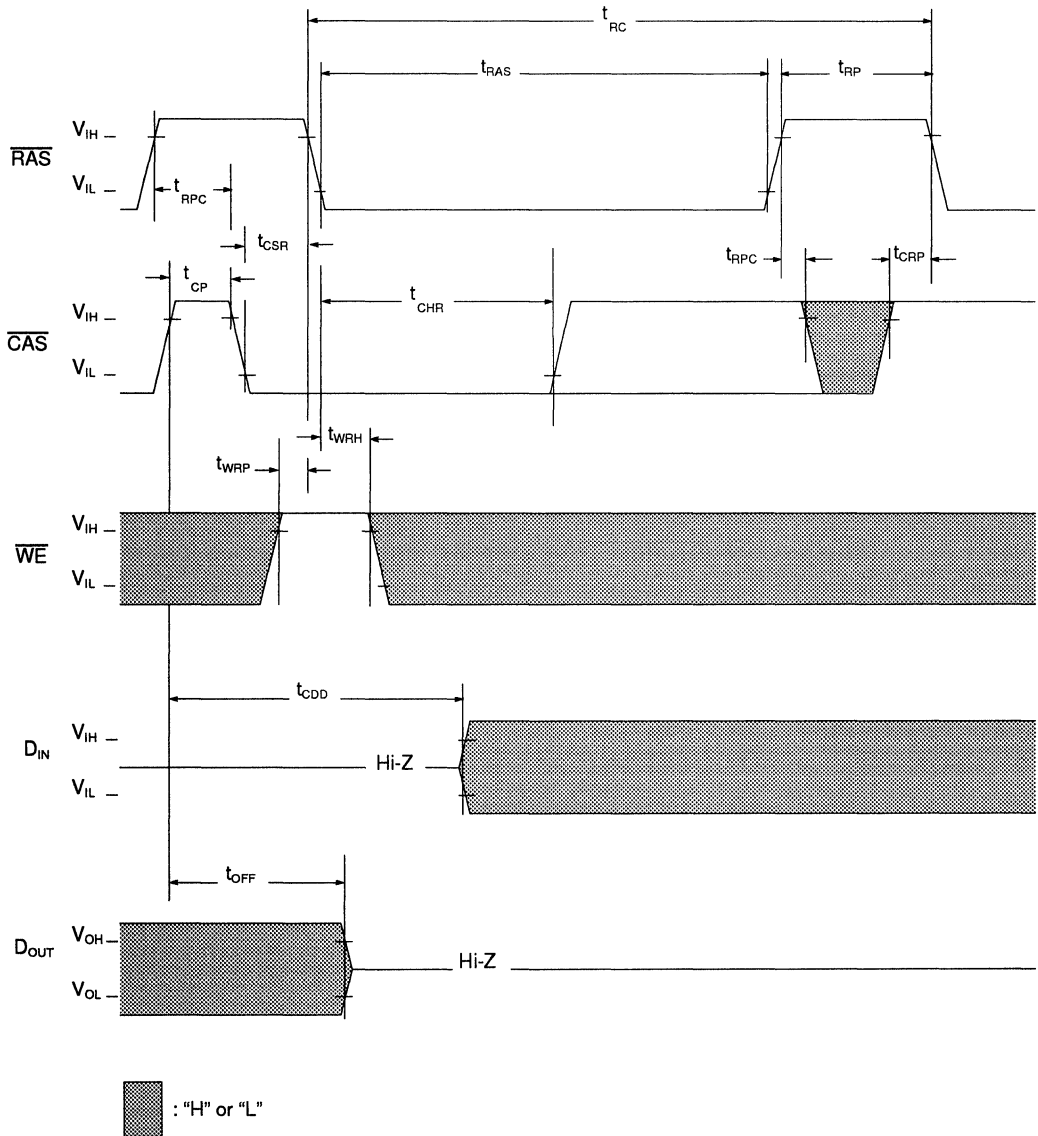 tRC
tRAS
tRP
RAS
VIH
VIL
tRPC
tCSR
tRPC
tCRP
tCP
tCHR
CAS
VIH
VIL
tWRH
tWRP
WE
VIH
VIL
tCDD
DIN
VIH
Hi-Z
VIL
tOFF
DOUT
VOH
Hi-Z
VOL
: "H" or "L"